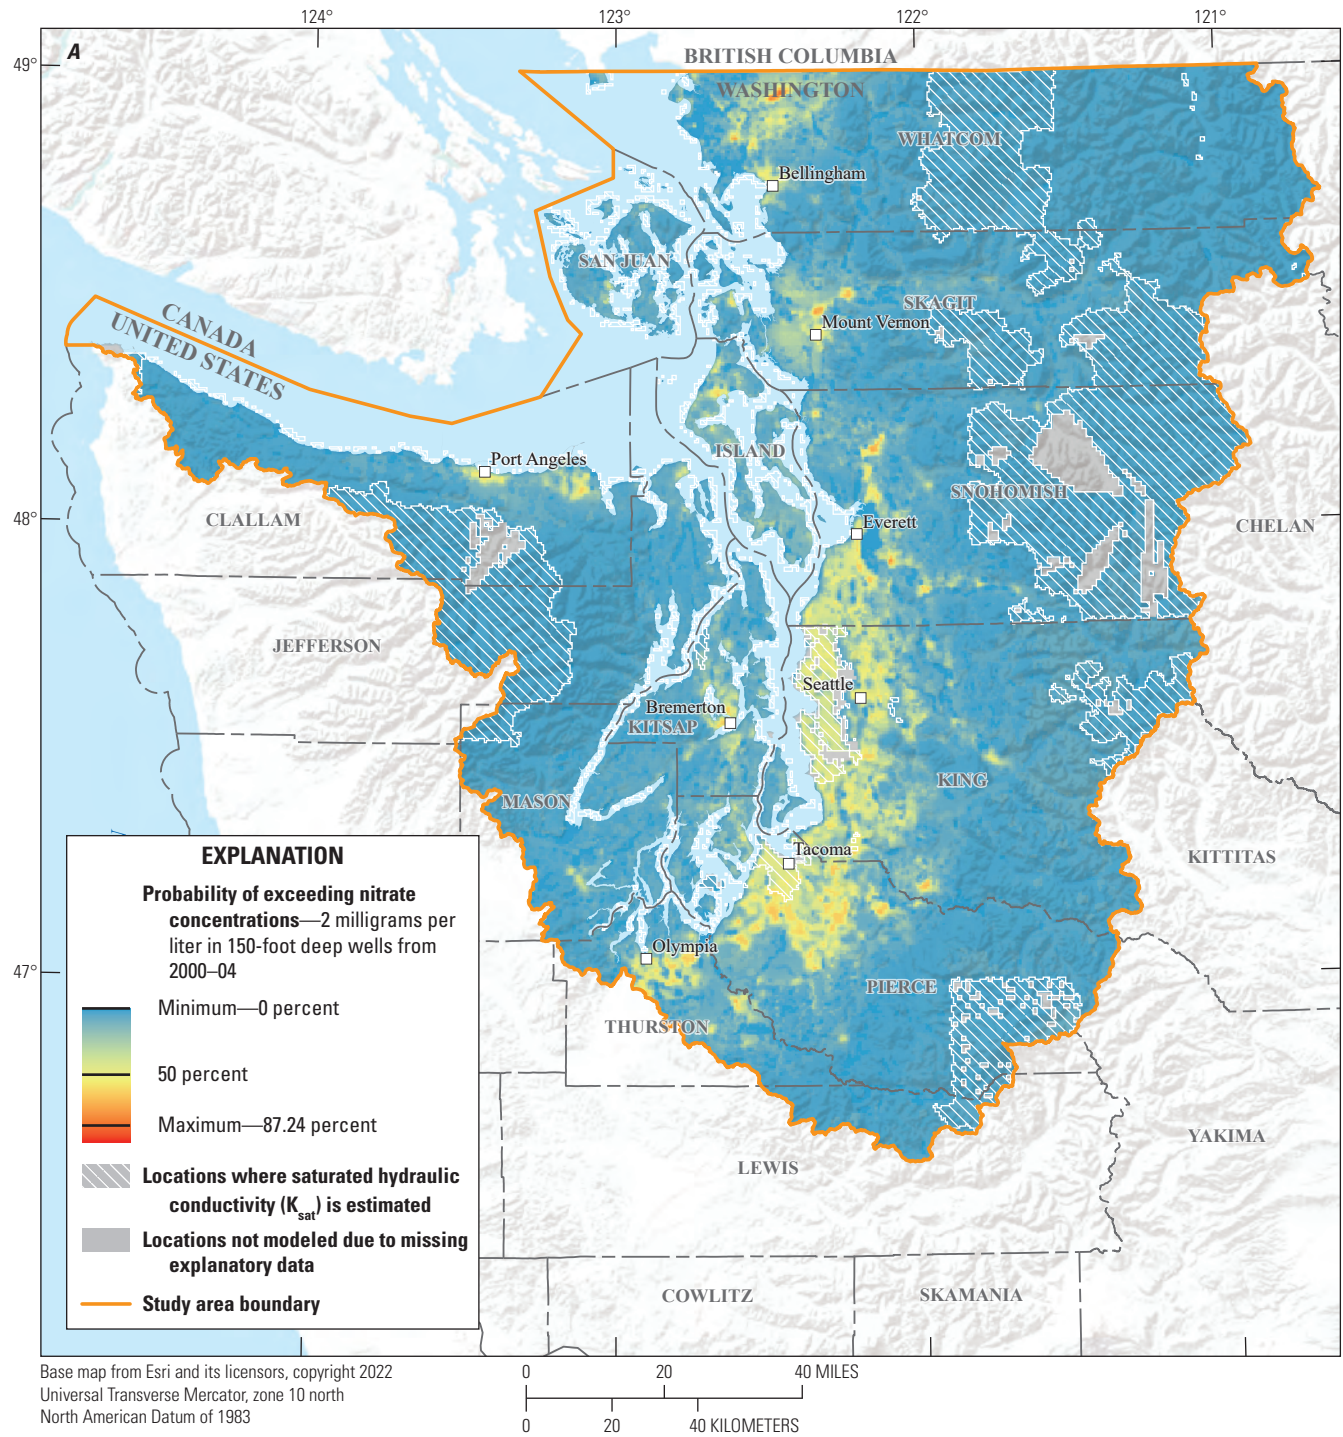 124°
123°
122°
121°
A
49°
BRITISH COLUMBIA
WASHINGTON
WHATCOM
Bellingham
SAN JUAN
SKAGIT
CANADA
UNITED STATES
Mount Vernon
ISLAND
Port Angeles
SNOHOMISH
48°
CLALLAM
Everett
CHELAN
JEFFERSON
Seattle
Bremerton
KITSAP
KING
MASON
Tacoma
KITTITAS
Olympia
47°
PIERCE
THURSTON
YAKIMA
LEWIS
COWLITZ
SKAMANIA
EXPLANATION
Probability of exceeding nitrate
concentrations—2 milligrams per
liter in 150-foot deep wells from
2000–04
Minimum—0 percent
50 percent
Maximum—87.24 percent
Locations where saturated hydraulic
conductivity (Ksat) is estimated
Locations not modeled due to missing
explanatory data
Study area boundary
Base map from Esri and its licensors, copyright 2022
Universal Transverse Mercator, zone 10 north
North American Datum of 1983
0 20 40 MILES
0 20 40 KILOMETERS